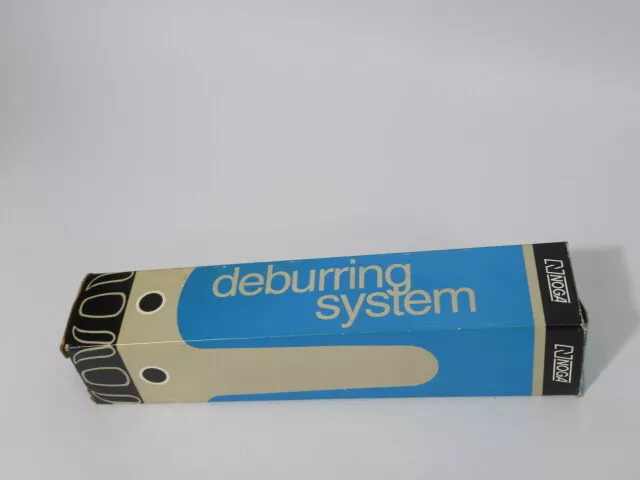 deburring
system
NOGA
NOGA